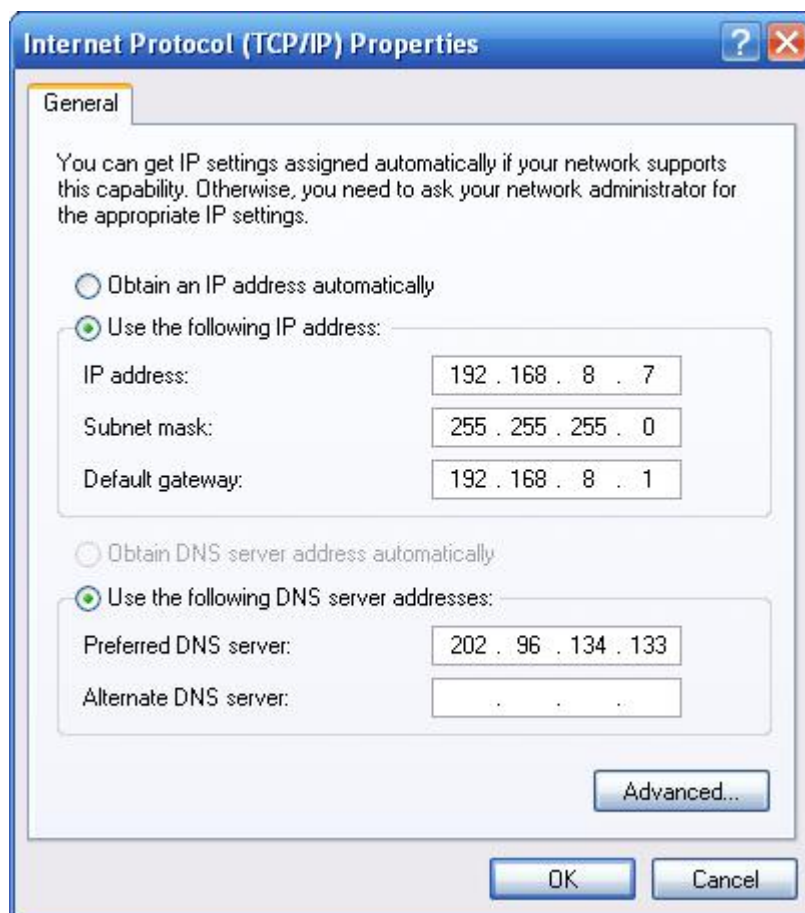 Internet Protocol (TCP/IP) Properties
General
You can get IP settings assigned automatically if your network supports
this capability. Otherwise, you need to ask your network administrator for
the appropriate IP settings.
Obtain an IP address automatically
Use the following IP address:
IP address: 192 . 168 . 8 . 7
Subnet mask: 255 . 255 . 255 . 0
Default gateway: 192 . 168 . 8 . 1
Obtain DNS server address automatically
Use the following DNS server addresses:
Preferred DNS server: 202 . 96 . 134 . 133
Alternate DNS server: . . .
Advanced...
OK Cancel